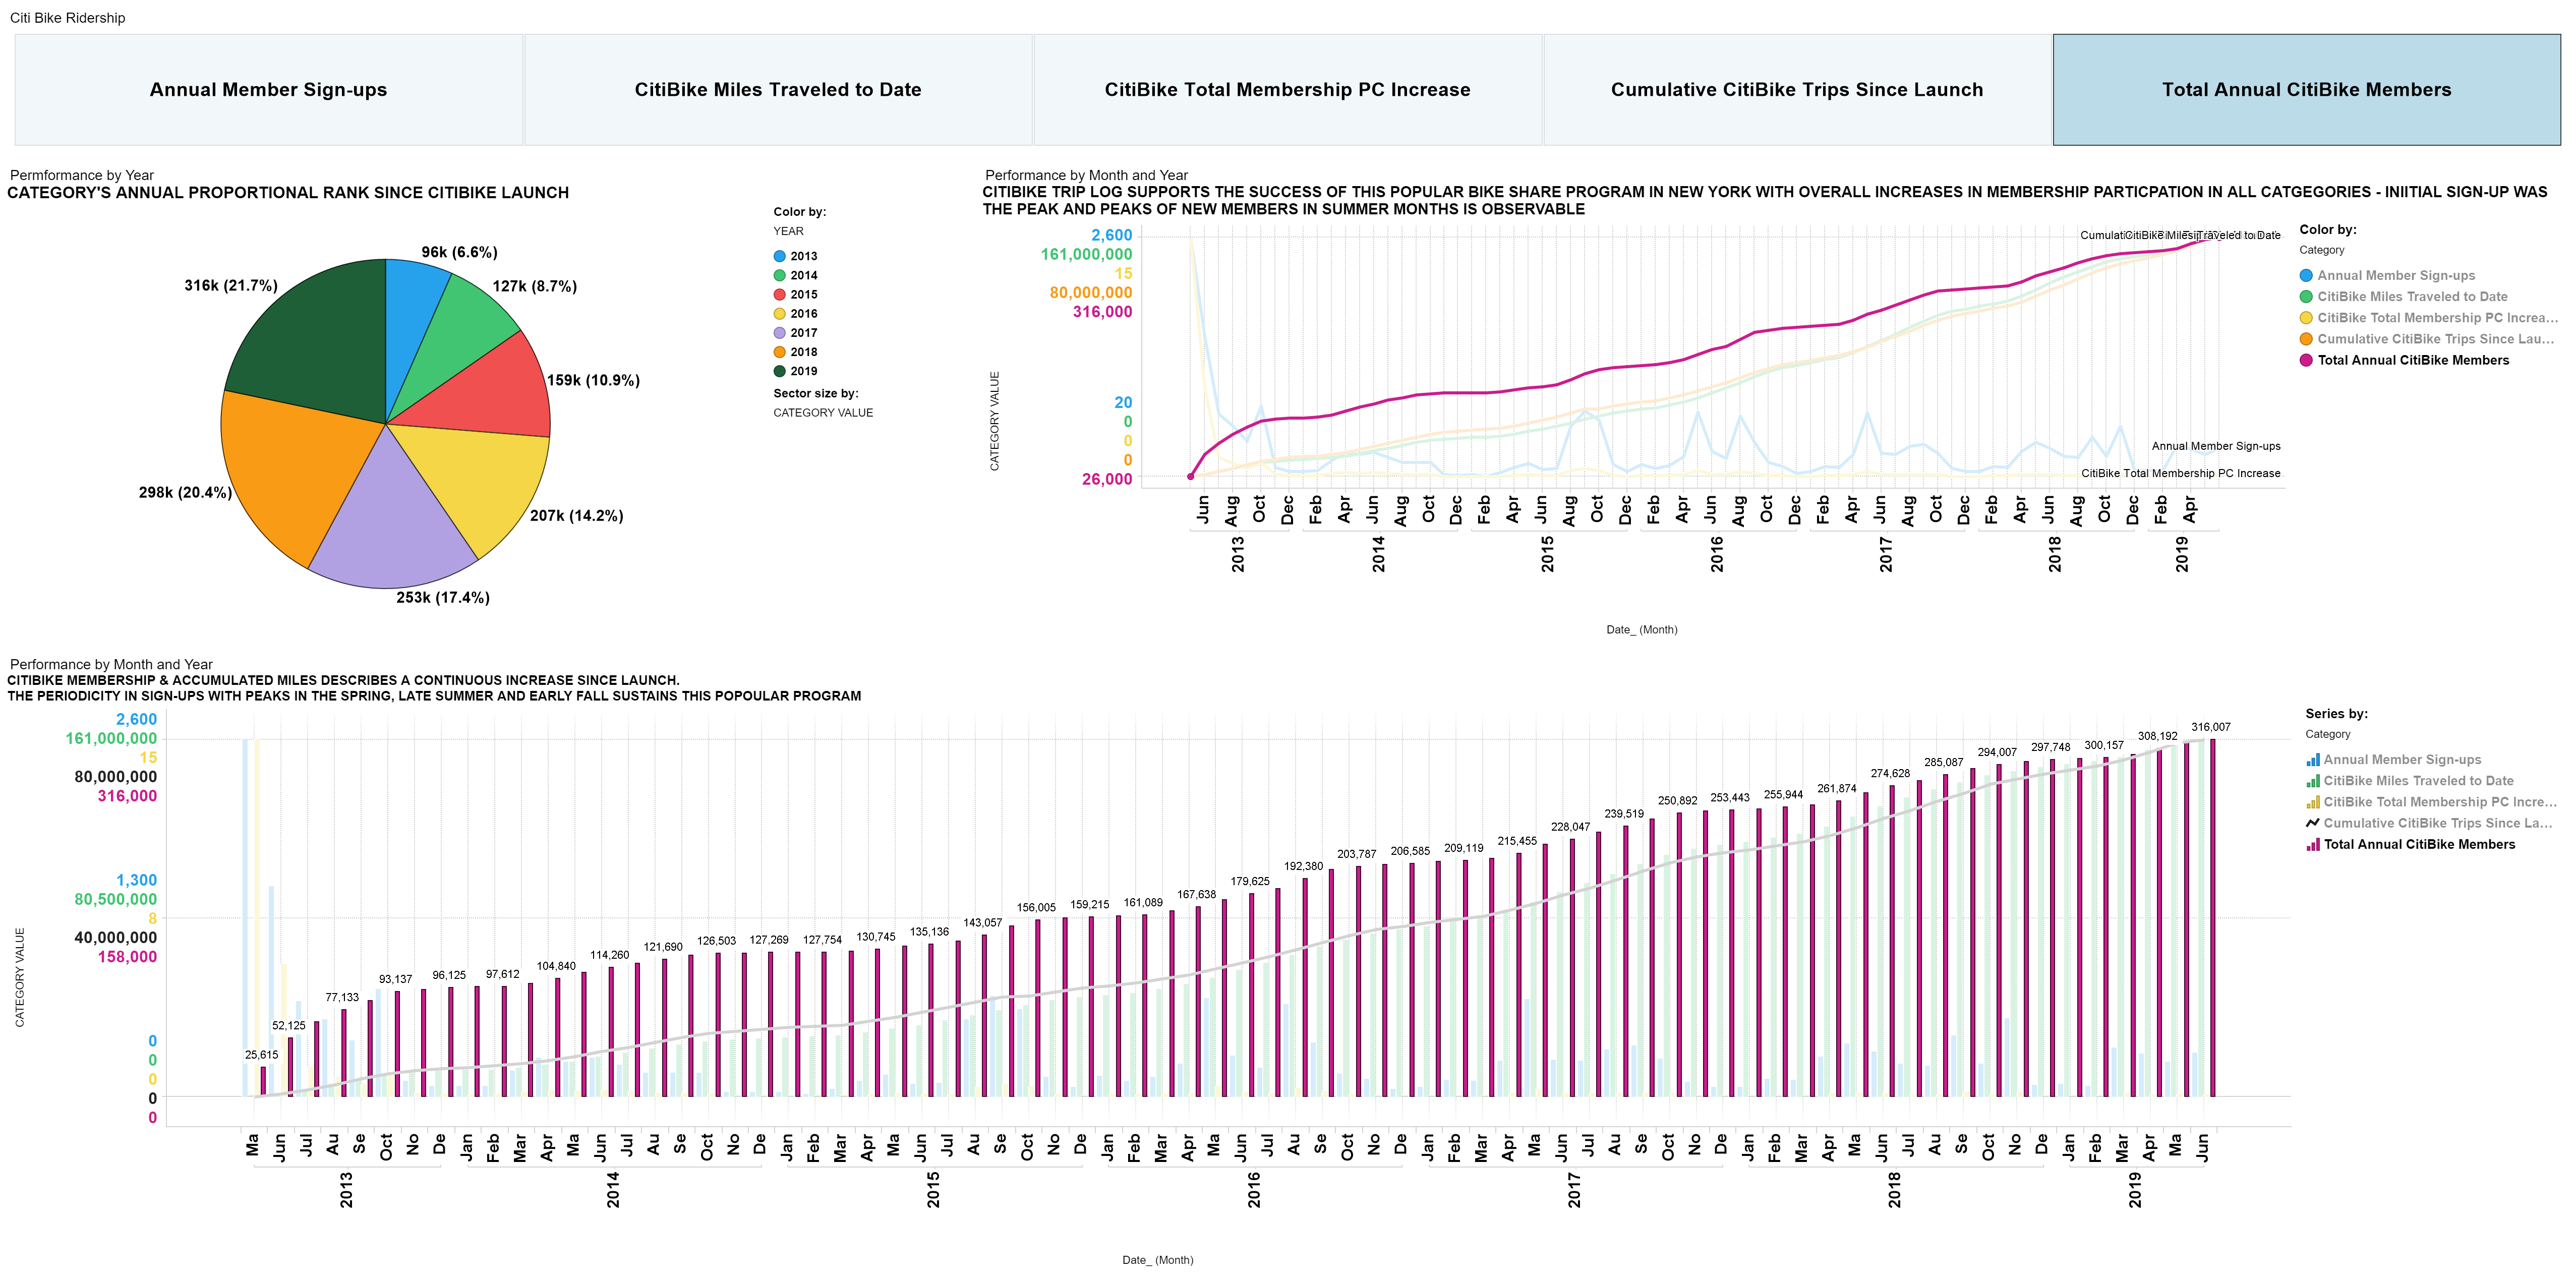 Citi Bike Ridership
Annual Member Sign-ups
CitiBike Miles Traveled to Date
CitiBike Total Membership PC Increase
Cumulative CitiBike Trips Since Launch
Total Annual CitiBike Members
Permformance by Year
CATEGORY'S ANNUAL PROPORTIONAL RANK SINCE CITIBIKE LAUNCH
96k (6.6%)
127k (8.7%)
159k (10.9%)
207k (14.2%)
253k (17.4%)
298k (20.4%)
316k (21.7%)
Color by:
YEAR
2013
2014
2015
2016
2017
2018
2019
Sector size by:
CATEGORY VALUE
Performance by Month and Year
CITIBIKE TRIP LOG SUPPORTS THE SUCCESS OF THIS POPULAR BIKE SHARE PROGRAM IN NEW YORK WITH OVERALL INCREASES IN MEMBERSHIP PARTICPATION IN ALL CATGEGORIES - INIITIAL SIGN-UP WAS
THE PEAK AND PEAKS OF NEW MEMBERS IN SUMMER MONTHS IS OBSERVABLE
2,600
161,000,000
15
80,000,000
316,000
20
0
0
0
26,000
CATEGORY VALUE
Traveled to Date
Annual Member Sign-ups
CitiBike Total Membership PC Increase
Jun Aug Oct Dec Feb Apr Jun Aug Oct Dec Feb Apr Jun Aug Oct Dec Feb Apr Jun Aug Oct Dec Feb Apr Jun Aug Oct Dec Feb Apr Jun Aug Oct Dec Feb Apr
2013 2014 2015 2016 2017 2018 2019
Date_ (Month)
Color by:
Category
Annual Member Sign-ups
CitiBike Miles Traveled to Date
CitiBike Total Membership PC Increa...
Cumulative CitiBike Trips Since Lau...
Total Annual CitiBike Members
Performance by Month and Year
CITIBIKE MEMBERSHIP & ACCUMULATED MILES DESCRIBES A CONTINUOUS INCREASE SINCE LAUNCH.
THE PERIODICITY IN SIGN-UPS WITH PEAKS IN THE SPRING, LATE SUMMER AND EARLY FALL SUSTAINS THIS POPOULAR PROGRAM
2,600
161,000,000
15
80,000,000
316,000
1,300
80,500,000
8
40,000,000
158,000
0
0
0
0
0
CATEGORY VALUE
25,615 52,125 77,133 93,137 96,125 97,612 104,840 114,260 121,690 126,503 127,269 127,754 130,745 135,136 143,057 156,005 159,215 161,089 167,638 179,625 192,380 203,787 206,585 209,119 215,455 228,047 239,519 250,892 253,443 255,944 261,874 274,628 285,087 294,007 297,748 300,157 308,192 316,007
Ma Jun Jul Au Se Oct No De Jan Feb Mar Apr Ma Jun Jul Au Se Oct No De Jan Feb Mar Apr Ma Jun Jul Au Se Oct No De Jan Feb Mar Apr Ma Jun Jul Au Se Oct No De Jan Feb Mar Apr Ma Jun Jul Au Se Oct No De Jan Feb Mar Apr Ma Jun Jul Au Se Oct No De Jan Feb Mar Apr Ma Jun
2013 2014 2015 2016 2017 2018 2019
Date_ (Month)
Series by:
Category
Annual Member Sign-ups
CitiBike Miles Traveled to Date
CitiBike Total Membership PC Incre...
Cumulative CitiBike Trips Since La...
Total Annual CitiBike Members